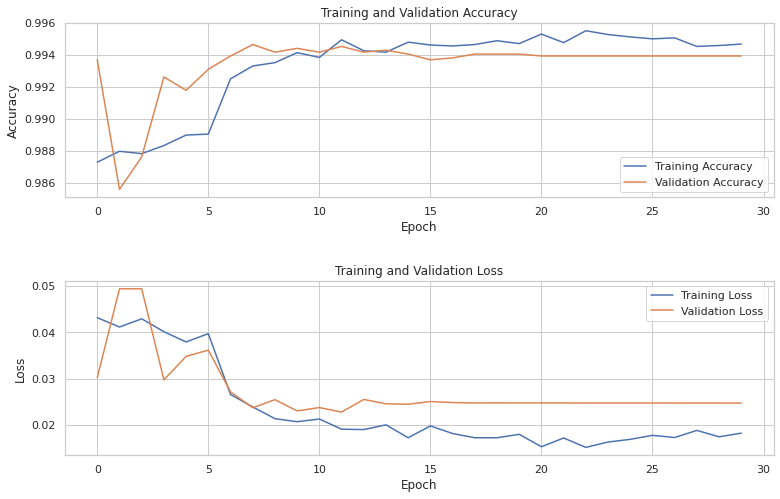 Training and Validation Accuracy
0.996
0.994
0.992
0.990
0.988
0.986
Accuracy
Training Accuracy
Validation Accuracy
0 5 10 15 20 25 30
Epoch
Training and Validation Loss
0.05
0.04
0.03
0.02
Loss
Training Loss
Validation Loss
0 5 10 15 20 25 30
Epoch